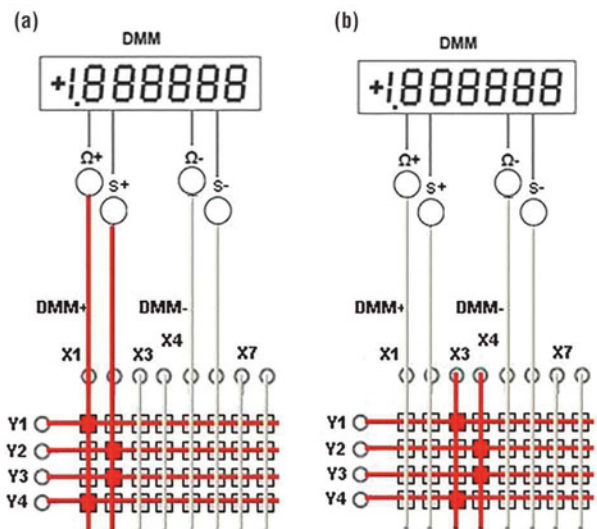 (a)
DMM
+1.888888
Ω+
S+
Ω-
S-
DMM+
DMM-
X1
X3
X4
X7
Y1
Y2
Y3
Y4
(b)
DMM
+1.888888
Ω+
S+
Ω-
S-
DMM+
DMM-
X1
X3
X4
X7
Y1
Y2
Y3
Y4